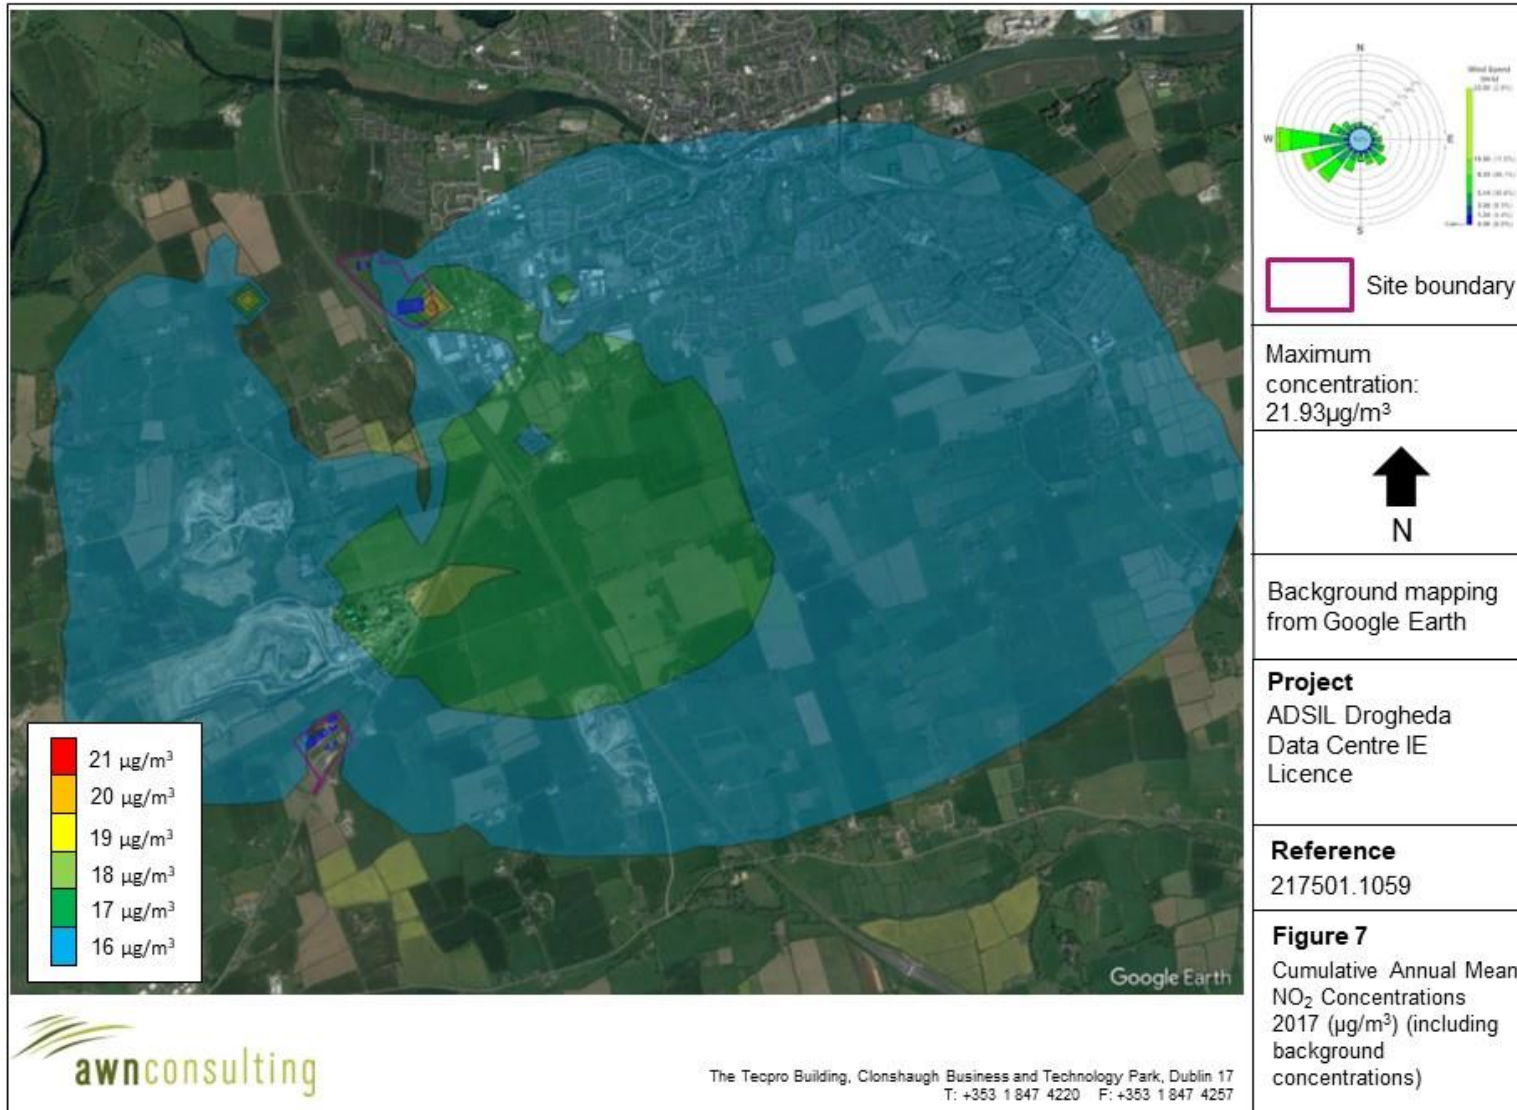 N
W
E
S
Site boundary
Maximum
concentration:
21.93µg/m³
N
Background mapping
from Google Earth
Project
ADSIL Drogheda
Data Centre IE
Licence
Reference
217501.1059
Figure 7
Cumulative Annual Mean
NO₂ Concentrations
2017 (µg/m³) (including
background
concentrations)
21 µg/m³
20 µg/m³
19 µg/m³
18 µg/m³
17 µg/m³
16 µg/m³
Google Earth
awnconsulting
The Tecpro Building, Clonshaugh Business and Technology Park, Dublin 17
T: +353 1 847 4220 F: +353 1 847 4257